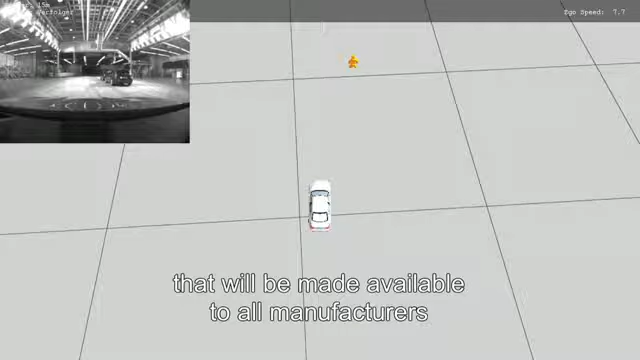 Ego Speed: 7.7
that will be made available
to all manufacturers